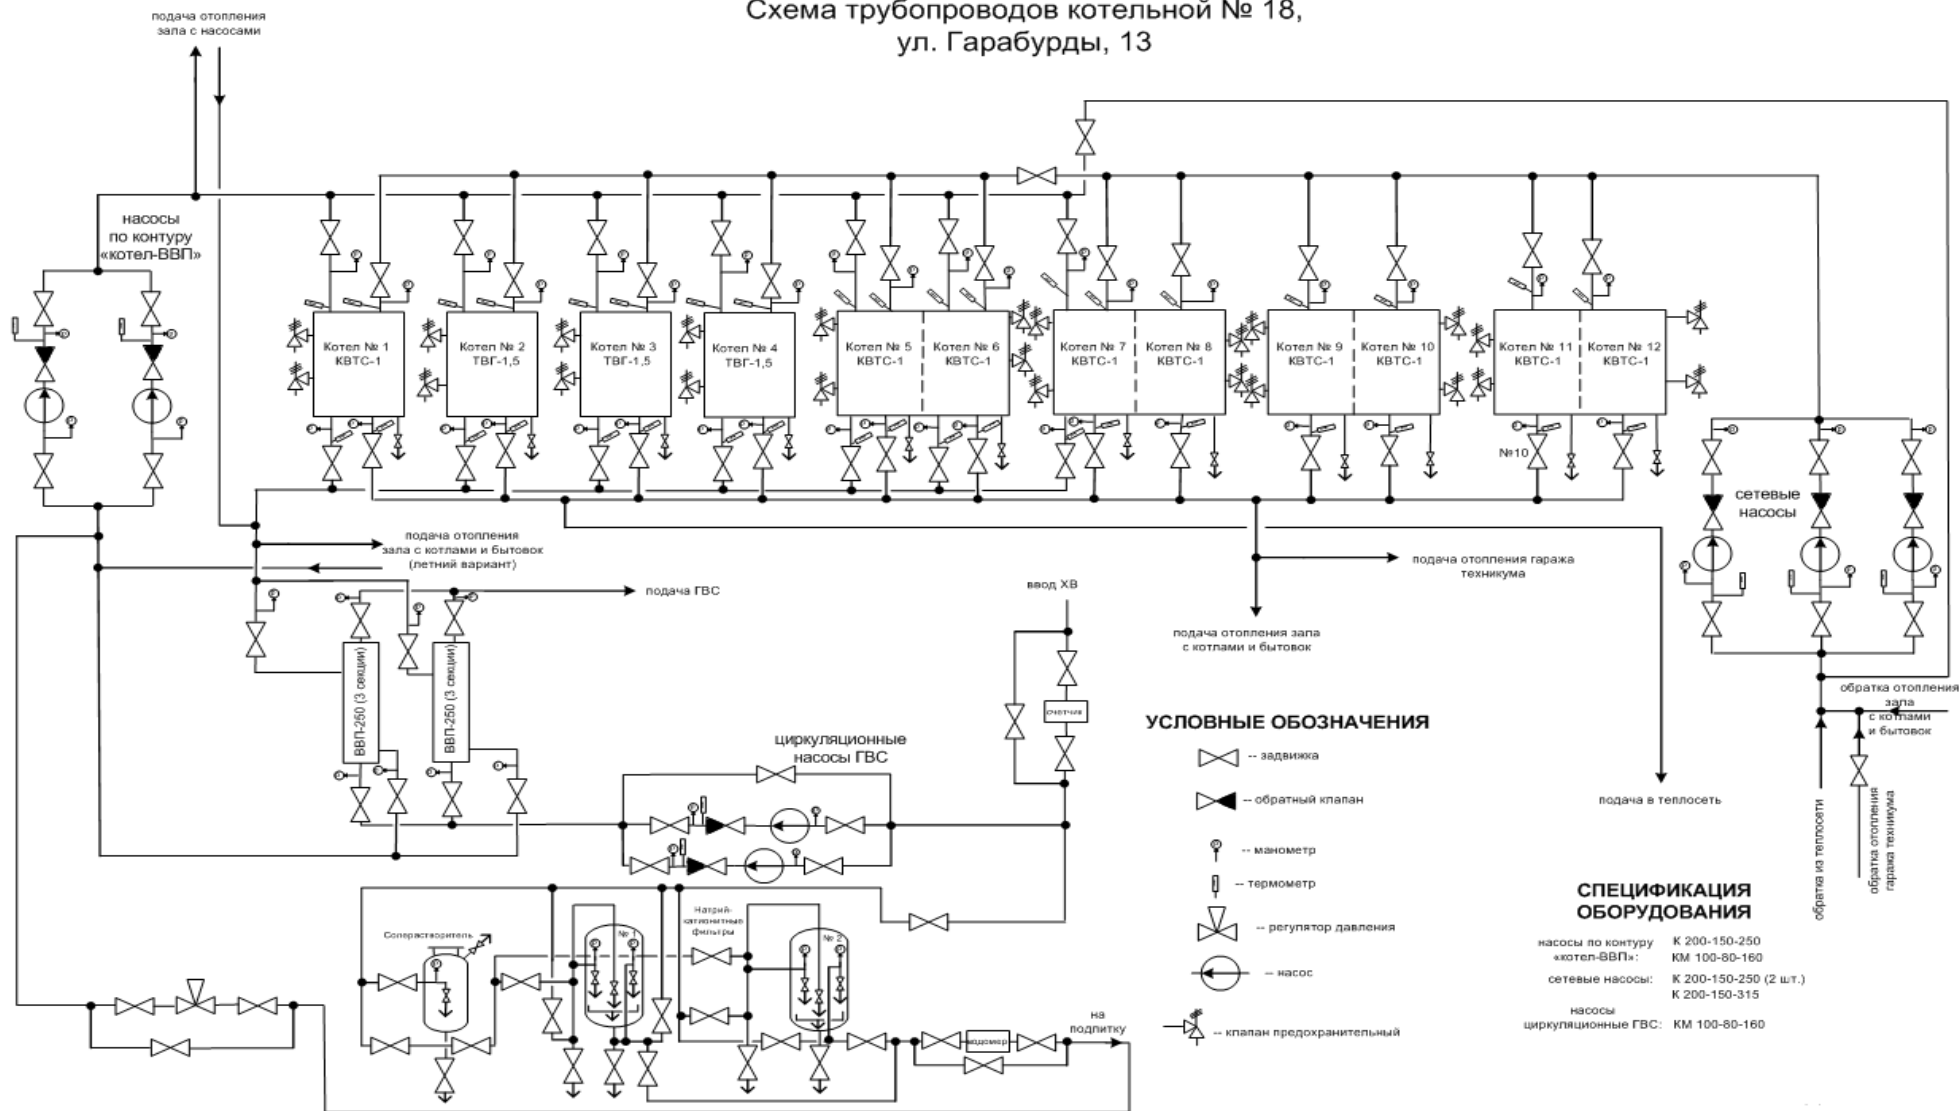 Схема трубопроводов котельной № 18,
ул. Гарабурды, 13
подача отопления
зала с насосами
насосы
по контуру
«котел-ВВП»
Котел № 1
КВТС-1
Котел № 2
ТВГ-1,5
Котел № 3
ТВГ-1,5
Котел № 4
ТВГ-1,5
Котел № 5
КВТС-1
Котел № 6
КВТС-1
Котел № 7
КВТС-1
Котел № 8
КВТС-1
Котел № 9
КВТС-1
Котел № 10
КВТС-1
Котел № 11
КВТС-1
Котел № 12
КВТС-1
№10
сетевые
насосы
подача отопления
зала с котлами и бытовок
(летний вариант)
подача ГВС
ввод ХВ
подача отопления гаража
техникума
подача отопления зала
с котлами и бытовок
ВВП-250 (3 секции)
ВВП-250 (3 секции)
счетчик
циркуляционные
насосы ГВС
обратка отопления
зала
с котлами
и бытовок
подача в теплосеть
обратка из теплосети
обратка отопления
гаража техникума
УСЛОВНЫЕ ОБОЗНАЧЕНИЯ
-- задвижка
-- обратный клапан
-- манометр
-- термометр
-- регулятор давления
-- насос
-- клапан предохранительный
СПЕЦИФИКАЦИЯ
ОБОРУДОВАНИЯ
насосы по контуру К 200-150-250
«котел-ВВП»: КМ 100-80-160
сетевые насосы: К 200-150-250 (2 шт.)
К 200-150-315
насосы
циркуляционные ГВС: КМ 100-80-160
Солерастворитель
№ 1
Натрий-
катионитные
фильтры
№ 2
водомер
на
подпитку